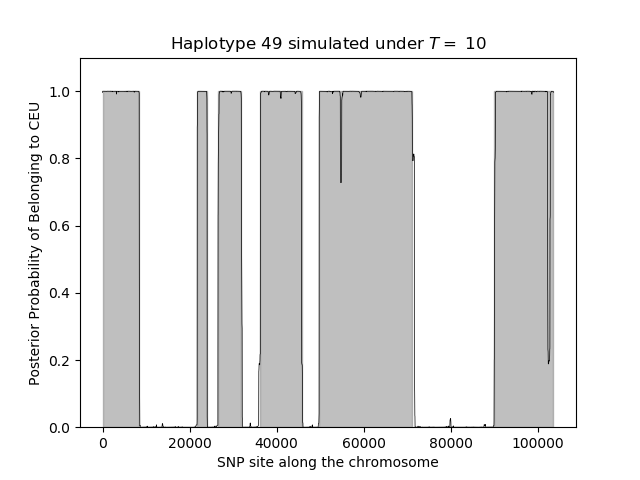 Haplotype 49 simulated under T = 10
Posterior Probability of Belonging to CEU
1.0
0.8
0.6
0.4
0.2
0.0
0 20000 40000 60000 80000 100000
SNP site along the chromosome